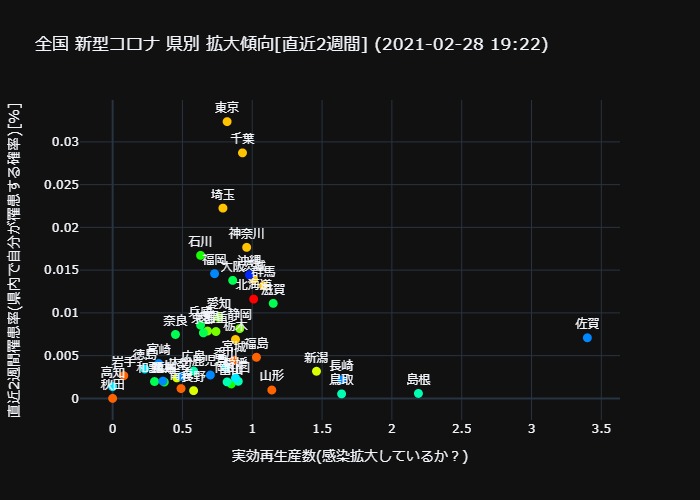 全国 新型コロナ 県別 拡大傾向[直近2週間] (2021-02-28 19:22)
直近2週間罹患率(県内で自分が罹患する確率)[%]
東京
千葉
0.03
0.025
埼玉
0.02
神奈川
石川
福岡
沖縄
大阪
群馬
0.015
北海道
滋賀
0.01
愛知
静岡
奈良
栃木
佐賀
0.005
福島
宮城
宮崎
広島
徳島
新潟
岩手
長崎
高知
山形
鳥取
島根
秋田
長野
0
0
0.5
1
1.5
2
2.5
3
3.5
実効再生産数(感染拡大しているか？)